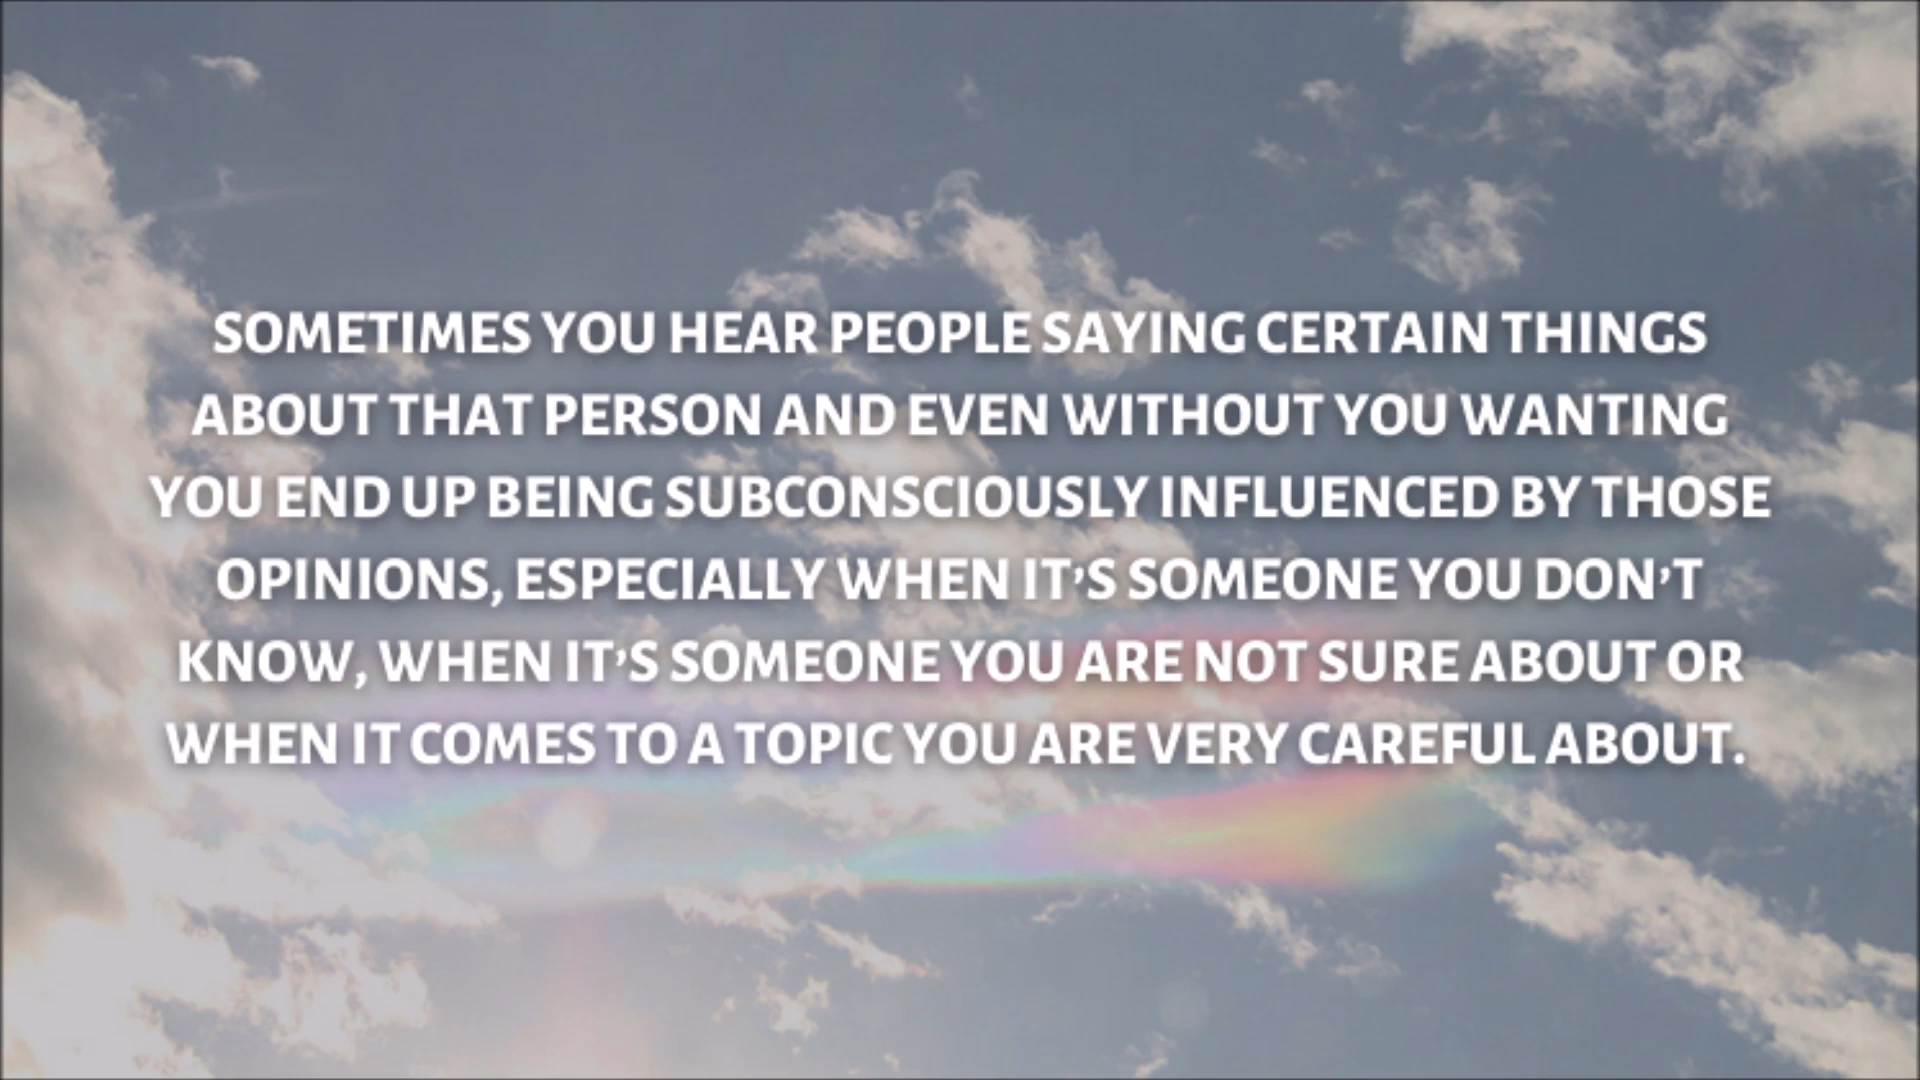 SOMETIMES YOU HEAR PEOPLE SAYING CERTAIN THINGS
ABOUT THAT PERSON AND EVEN WITHOUT YOU WANTING
YOU END UP BEING SUBCONSCIOUSLY INFLUENCED BY THOSE
OPINIONS, ESPECIALLY WHEN IT’S SOMEONE YOU DON’T
KNOW, WHEN IT’S SOMEONE YOU ARE NOT SURE ABOUT OR
WHEN IT COMES TO A TOPIC YOU ARE VERY CAREFUL ABOUT.